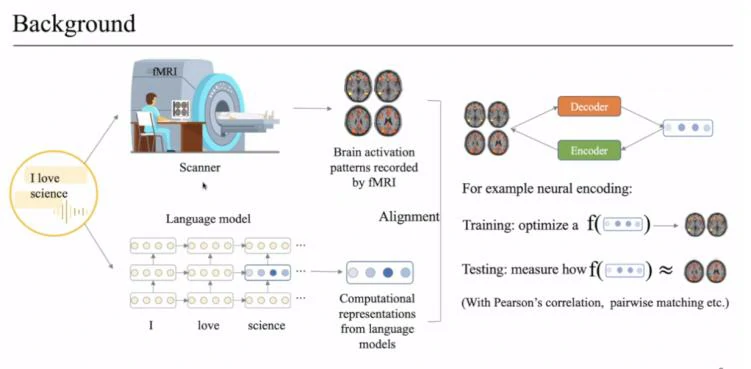 Background
fMRI
I love
science
Scanner
Brain activation
patterns recorded
by fMRI
Language model
I
love
science
...
...
...
Computational
representations
from language
models
Alignment
Decoder
Encoder
For example neural encoding:
Training: optimize a f( )
Testing: measure how f( ) ≈
(With Pearson's correlation, pairwise matching etc.)